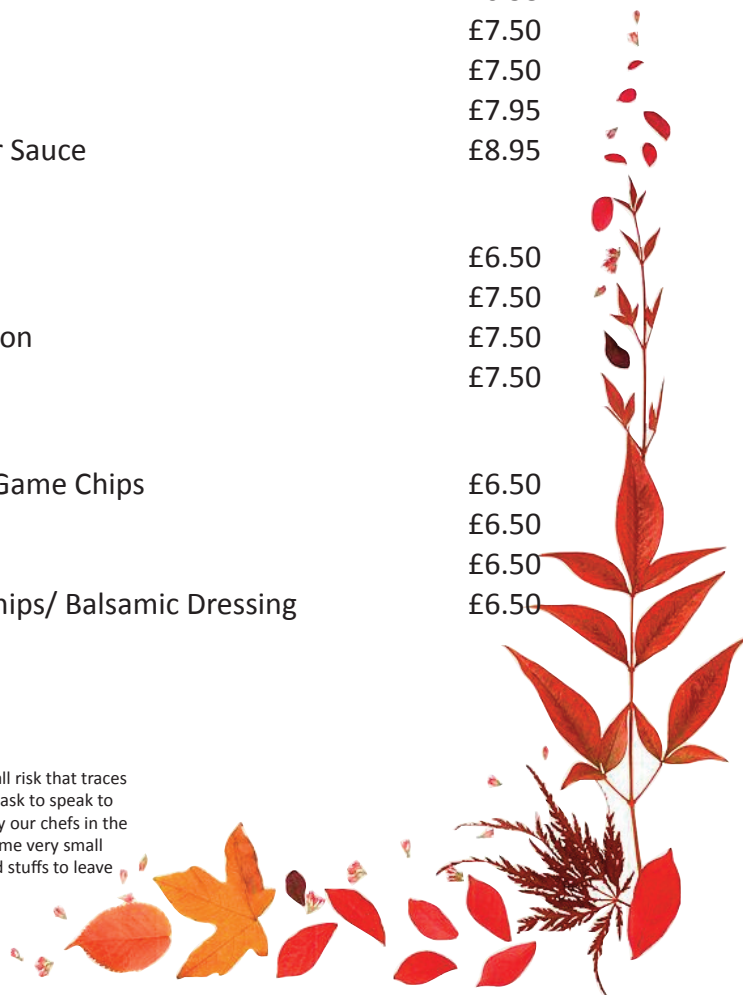 £7.50
£7.50
£7.95
r Sauce £8.95
£6.50
£7.50
on £7.50
£7.50
Game Chips £6.50
£6.50
£6.50
hips/ Balsamic Dressing £6.50
all risk that traces
ask to speak to
y our chefs in the
me very small
d stuffs to leave